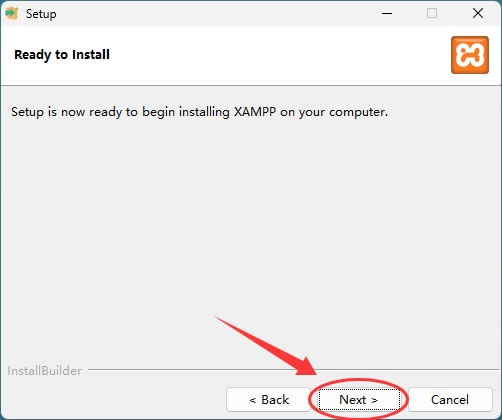 Setup
Ready to Install
Setup is now ready to begin installing XAMPP on your computer.
InstallBuilder
< Back
Next >
Cancel